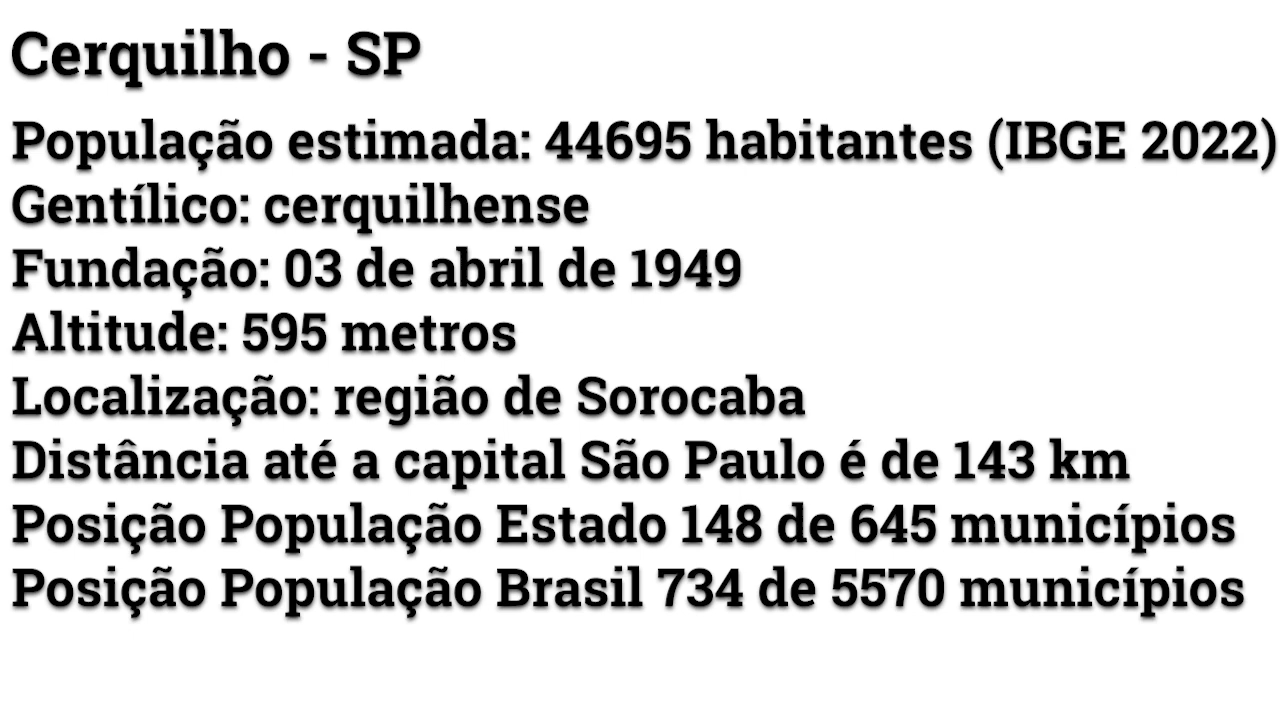 Cerquilho - SP
População estimada: 44695 habitantes (IBGE 2022)
Gentílico: cerquilhense
Fundação: 03 de abril de 1949
Altitude: 595 metros
Localização: região de Sorocaba
Distância até a capital São Paulo é de 143 km
Posição População Estado 148 de 645 municípios
Posição População Brasil 734 de 5570 municípios